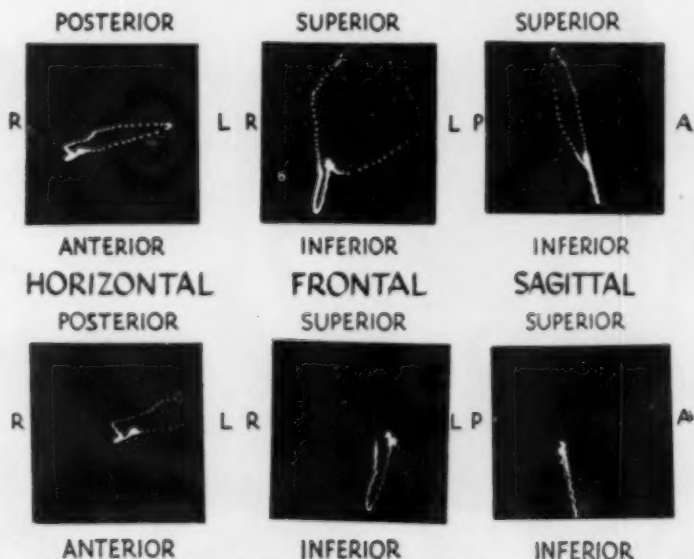 POSTERIOR SUPERIOR SUPERIOR
R L R L P A
ANTERIOR INFERIOR INFERIOR
HORIZONTAL FRONTAL SAGITTAL
POSTERIOR SUPERIOR SUPERIOR
R L R L P A
ANTERIOR INFERIOR INFERIOR